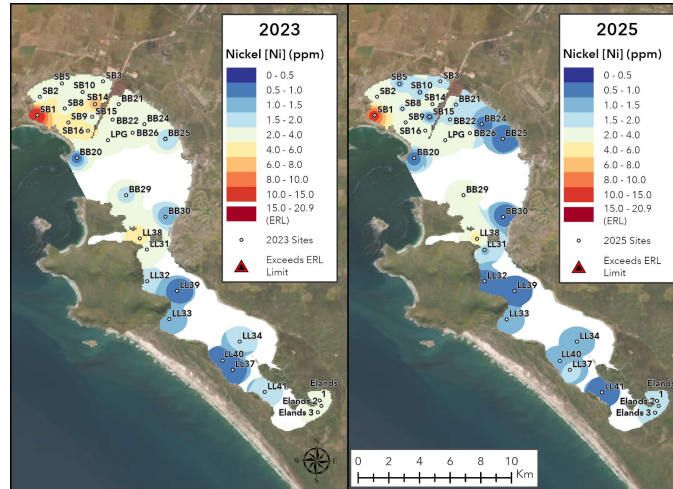 2023
Nickel [Ni] (ppm)
0 - 0.5
0.5 - 1.0
1.0 - 1.5
1.5 - 2.0
2.0 - 4.0
4.0 - 6.0
6.0 - 8.0
8.0 - 10.0
10.0 - 15.0
15.0 - 20.9
(ERL)
2023 Sites
Exceeds ERL
Limit
SB5
SB3
SB10
SB2
SB14
BB21
SB1
SB8
SB15
SB9
BB22
BB24
SB16
BB26
LPG
BB25
BB20
BB29
BB30
LL38
LL31
LL32
LL39
LL33
LL34
LL40
LL37
LL41
Elands
1
Elands 2
Elands 3
N
W
E
S
2025
Nickel [Ni] (ppm)
0 - 0.5
0.5 - 1.0
1.0 - 1.5
1.5 - 2.0
2.0 - 4.0
4.0 - 6.0
6.0 - 8.0
8.0 - 10.0
10.0 - 15.0
15.0 - 20.9
(ERL)
2025 Sites
Exceeds ERL
Limit
SB5
SB3
SB10
SB2
SB14
BB21
SB1
SB8
SB15
SB9
BB22
BB24
SB16
BB26
LPG
BB25
BB20
BB29
BB30
LL38
LL31
LL32
LL39
LL33
LL34
LL40
LL37
LL41
Elands
1
Elands 2
Elands 3
0 2 4 6 8 10
Km